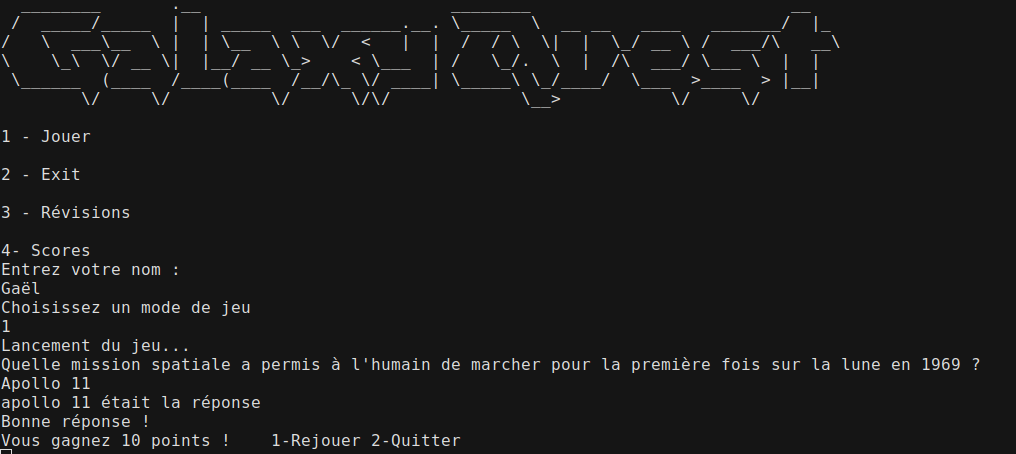 Galaxy Quest
1 - Jouer
2 - Exit
3 - Révisions
4- Scores
Entrez votre nom :
Gaël
Choisissez un mode de jeu
1
Lancement du jeu...
Quelle mission spatiale a permis à l'humain de marcher pour la première fois sur la lune en 1969 ?
Apollo 11
apollo 11 était la réponse
Bonne réponse !
Vous gagnez 10 points !    1-Rejouer 2-Quitter